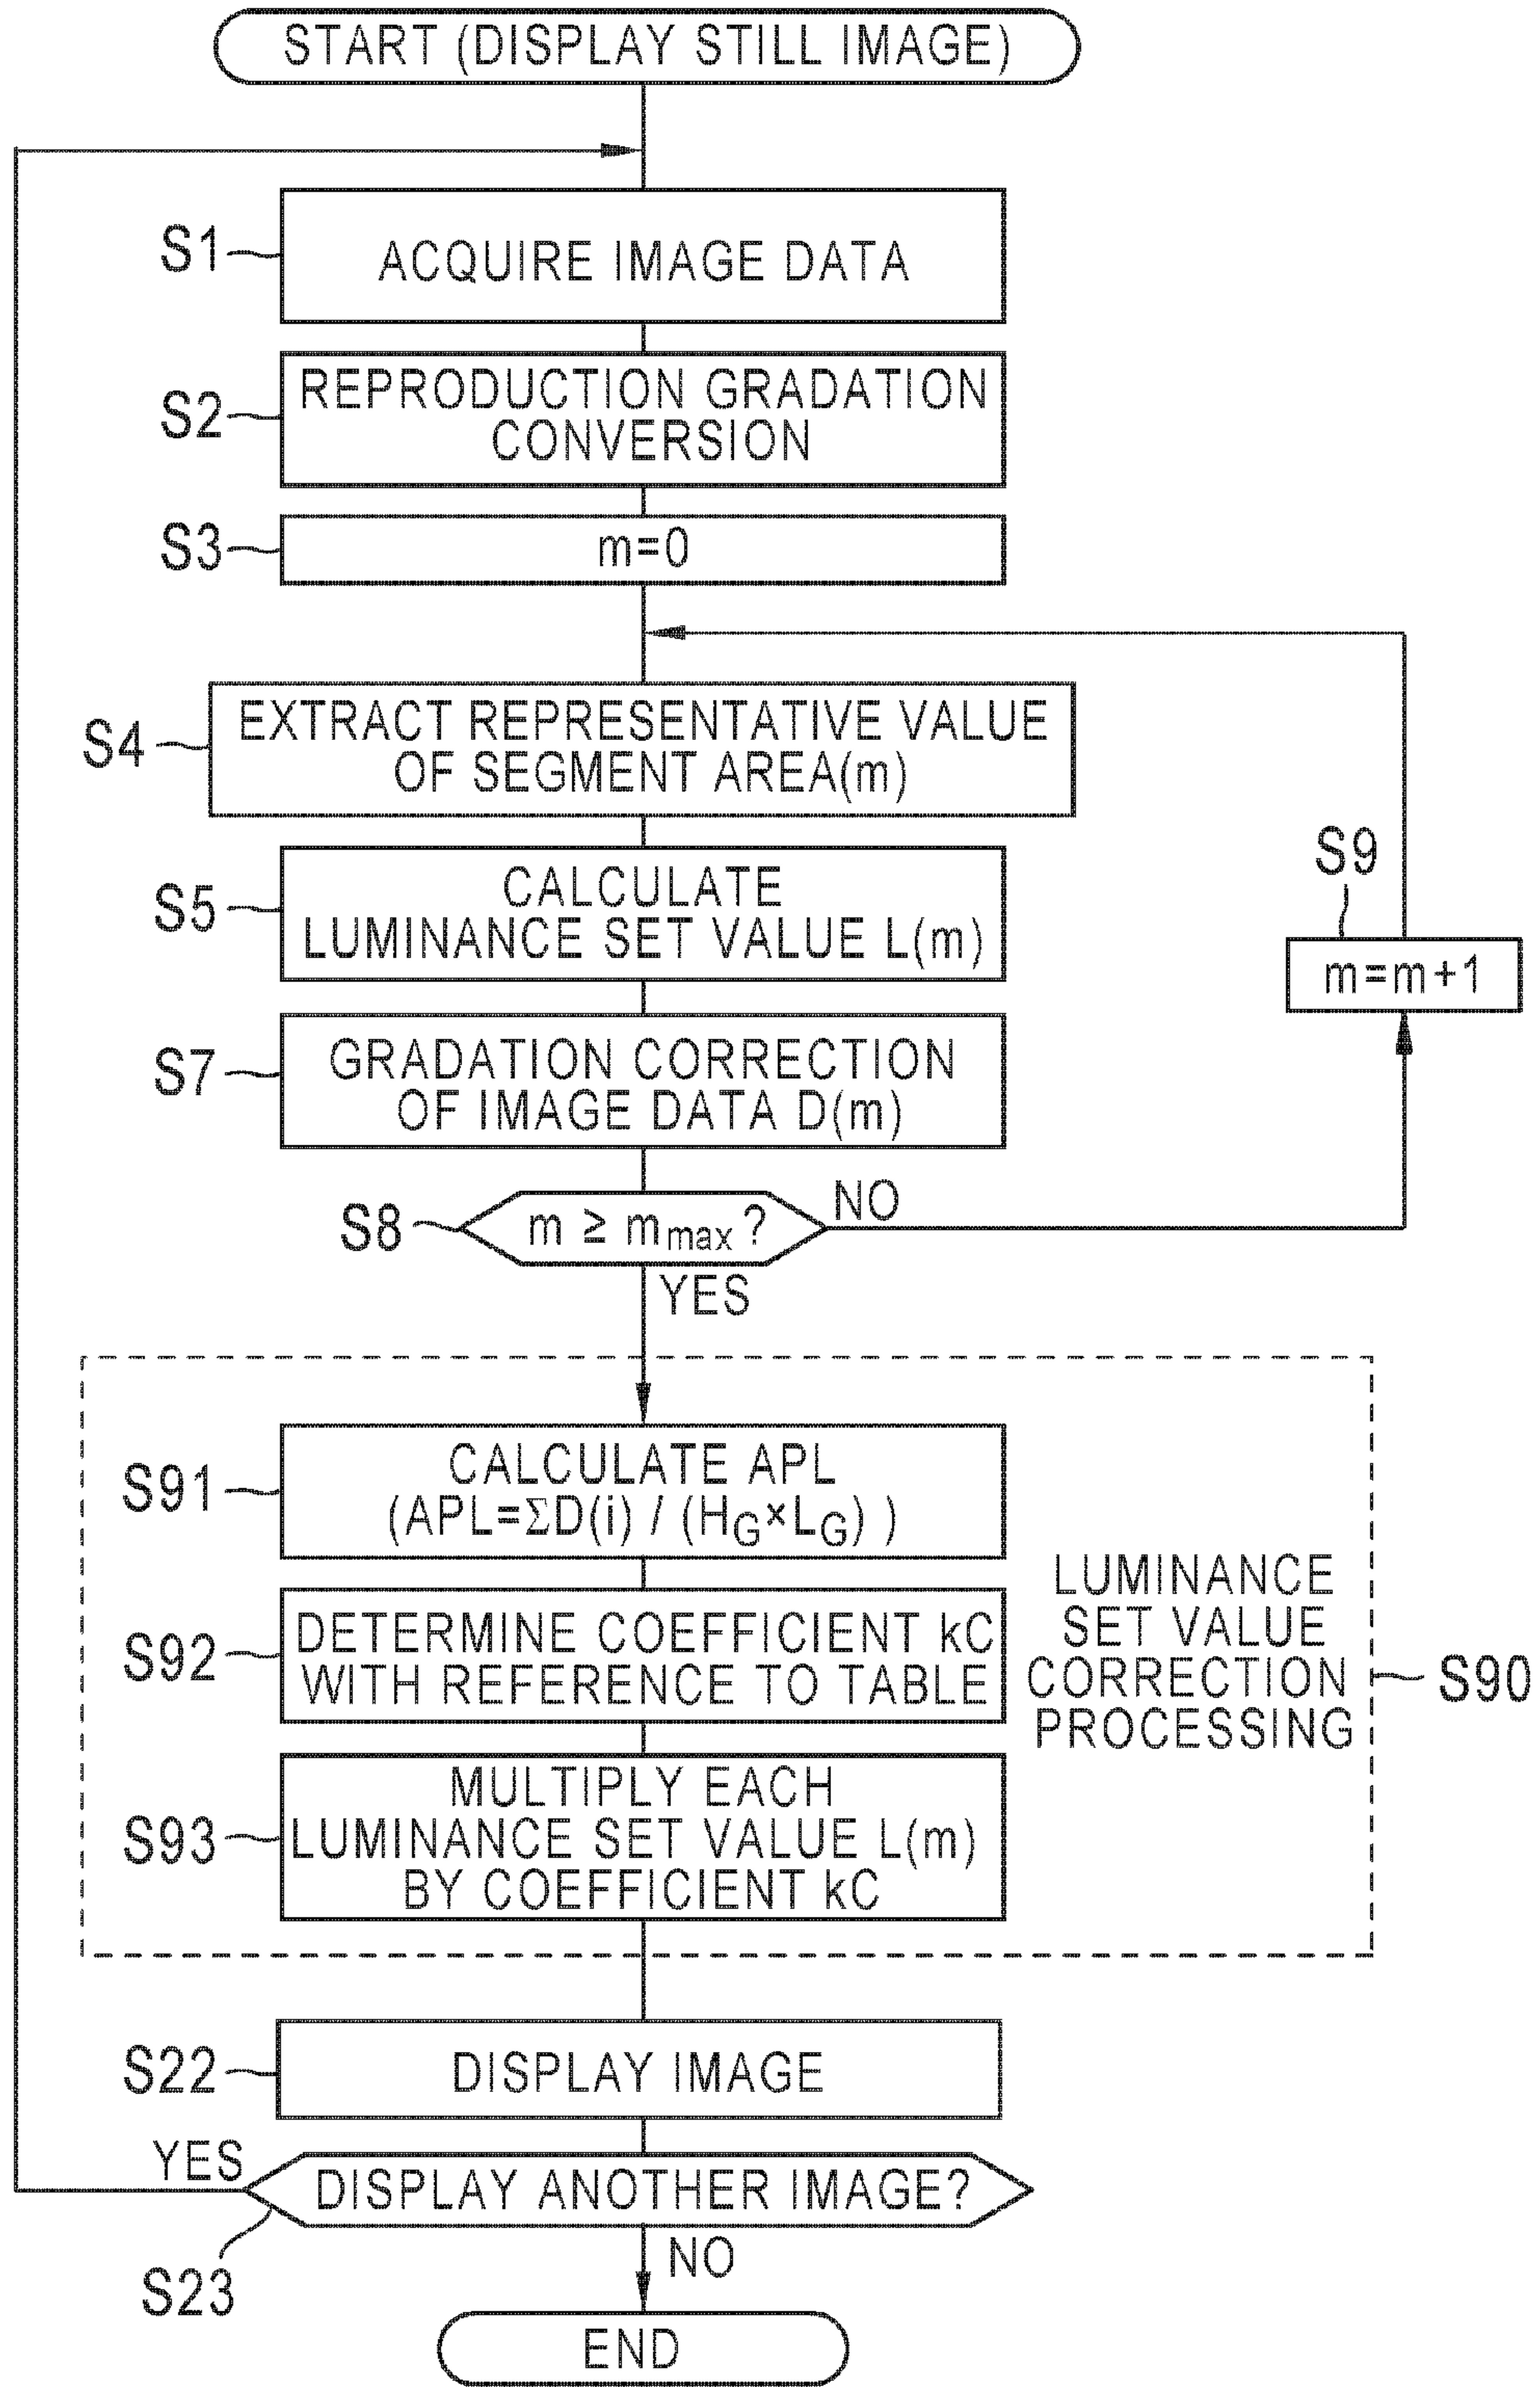 START (DISPLAY STILL IMAGE)
S1
ACQUIRE IMAGE DATA
S2
REPRODUCTION GRADATION
CONVERSION
S3
m=0
S4
EXTRACT REPRESENTATIVE VALUE
OF SEGMENT AREA(m)
S5
CALCULATE
LUMINANCE SET VALUE L(m)
S9
m=m+1
S7
GRADATION CORRECTION
OF IMAGE DATA D(m)
S8
m ≥ mmax?
NO
YES
S91
CALCULATE APL
(APL=ΣD(i) / (HG×LG) )
S92
DETERMINE COEFFICIENT kC
WITH REFERENCE TO TABLE
S93
MULTIPLY EACH
LUMINANCE SET VALUE L(m)
BY COEFFICIENT kC
LUMINANCE
SET VALUE
CORRECTION
PROCESSING
S90
S22
DISPLAY IMAGE
YES
DISPLAY ANOTHER IMAGE?
S23
NO
END